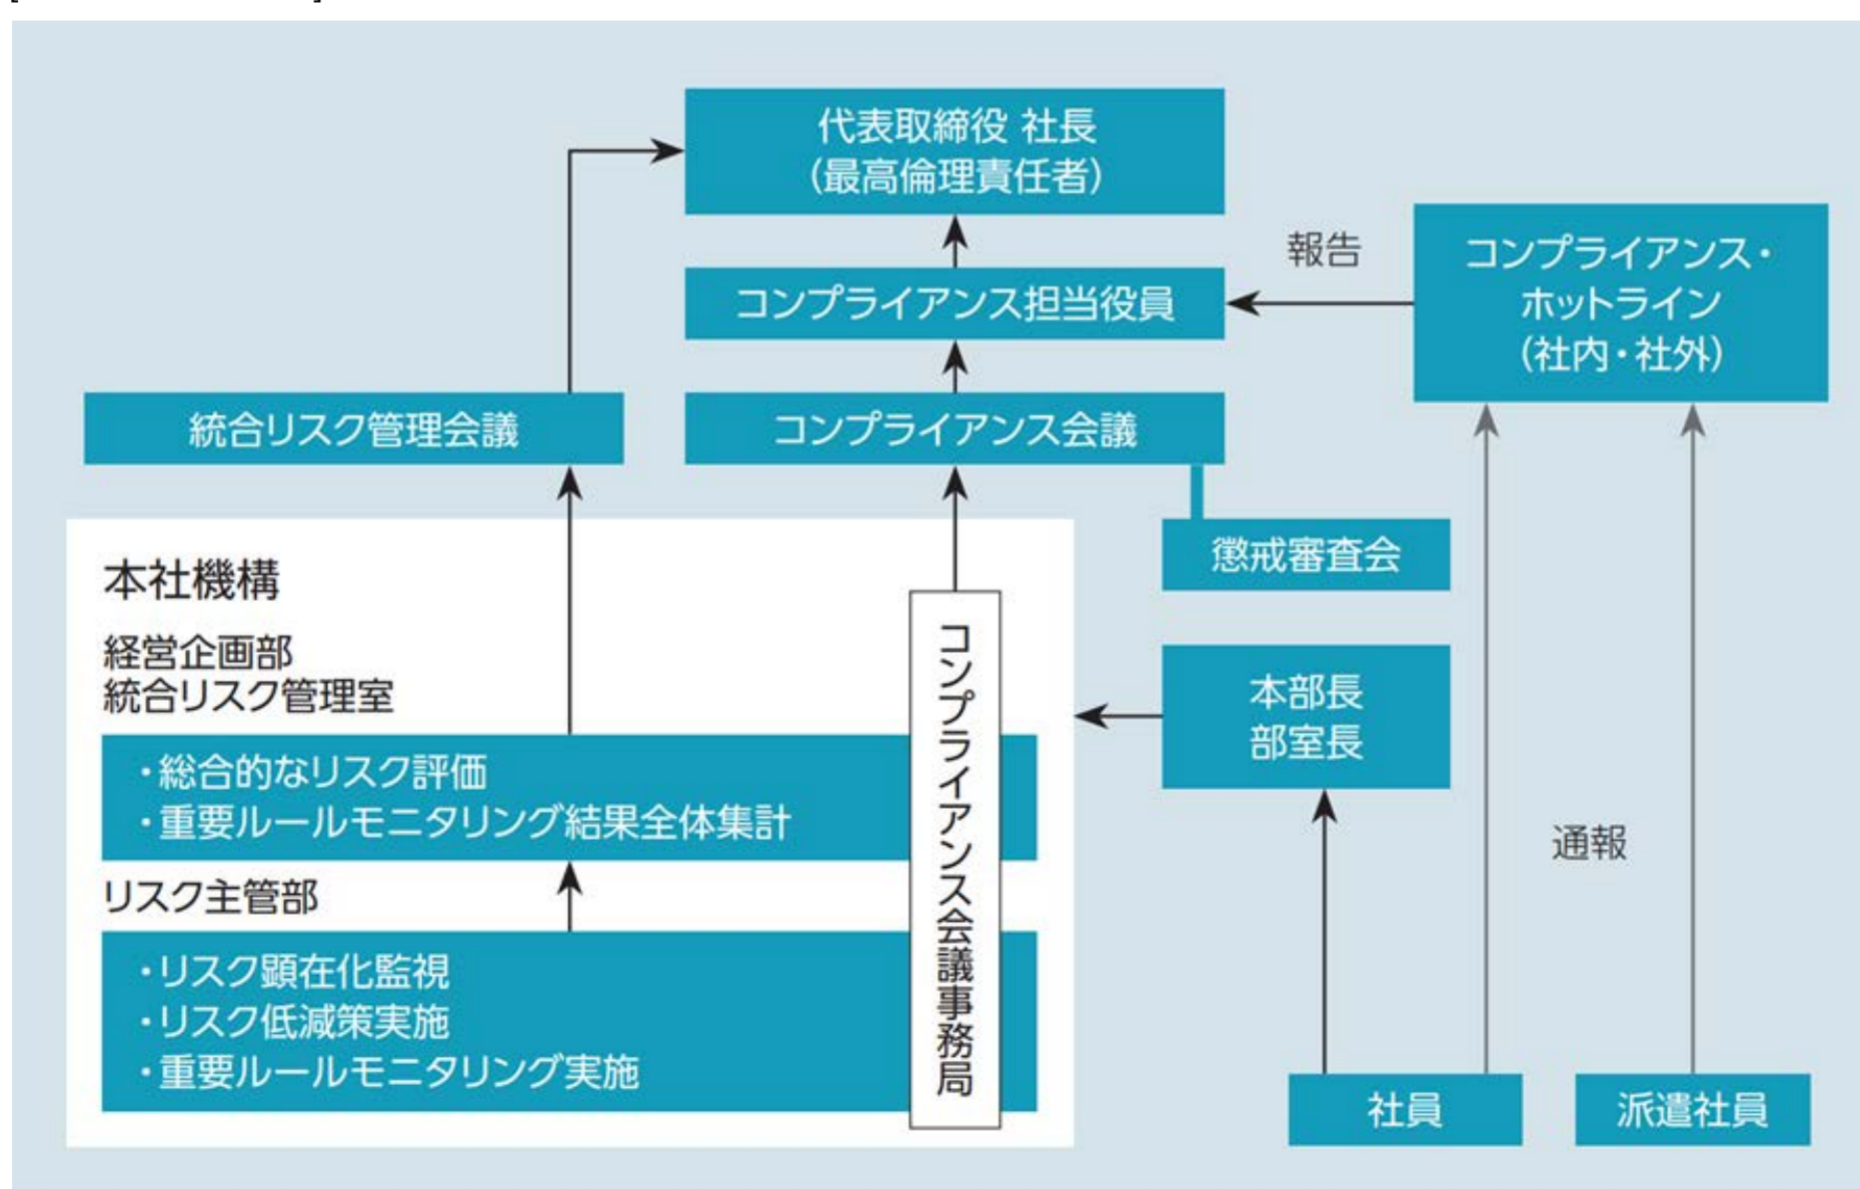 代表取締役 社長
（最高倫理責任者）
報告
コンプライアンス・
ホットライン
（社内・社外）
コンプライアンス担当役員
統合リスク管理会議
コンプライアンス会議
懲戒審査会
本社機構
経営企画部
統合リスク管理室
・総合的なリスク評価
・重要ルールモニタリング結果全体集計
リスク主管部
・リスク顕在化監視
・リスク低減策実施
・重要ルールモニタリング実施
コンプライアンス会議事務局
本部長
部室長
通報
社員
派遣社員